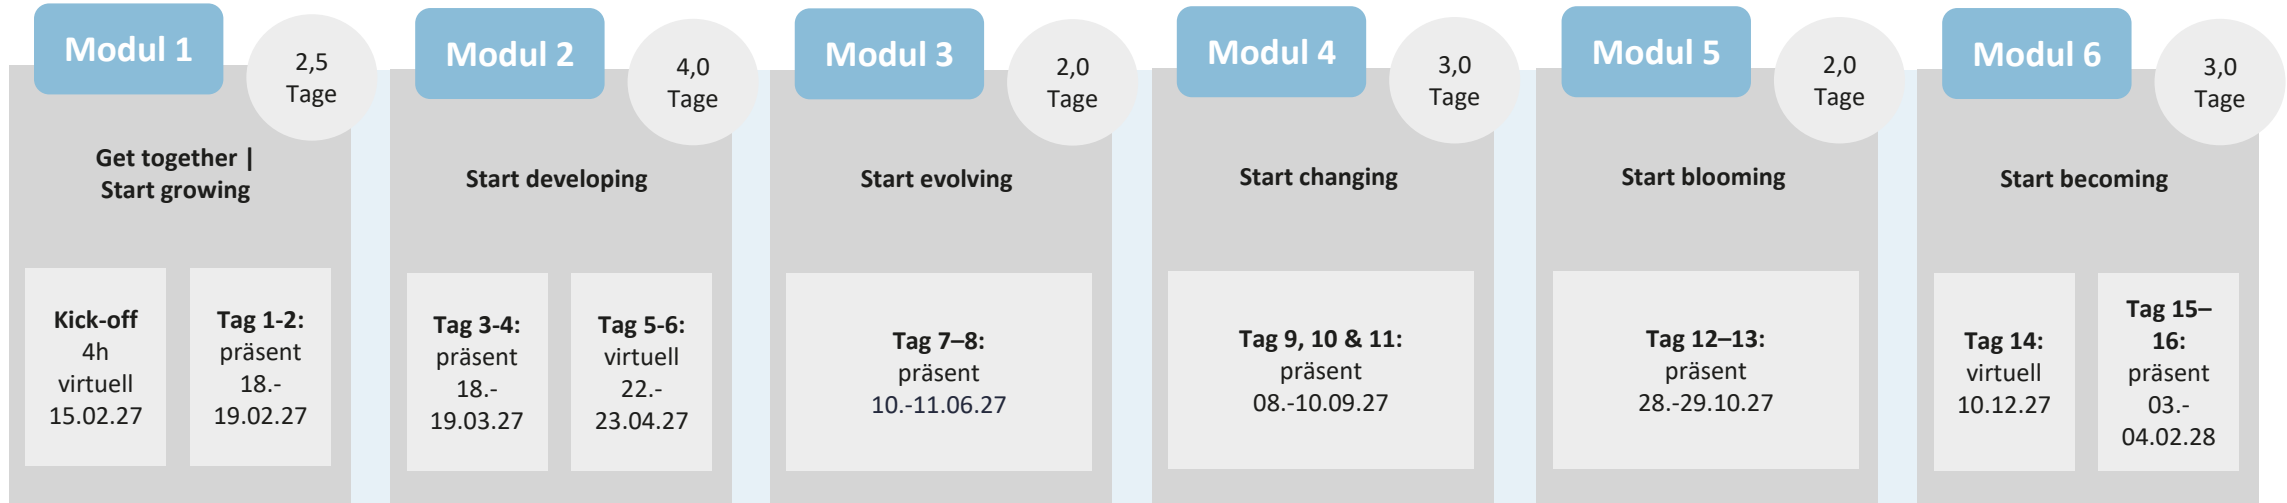 Modul 1
2,5
Tage
Get together |
Start growing
Kick-off
4h
virtuell
15.02.27
Tag 1-2:
präsent
18.-
19.02.27
Modul 2
4,0
Tage
Start developing
Tag 3-4:
präsent
18.-
19.03.27
Tag 5-6:
virtuell
22.-
23.04.27
Modul 3
2,0
Tage
Start evolving
Tag 7–8:
präsent
10.-11.06.27
Modul 4
3,0
Tage
Start changing
Tag 9, 10 & 11:
präsent
08.-10.09.27
Modul 5
2,0
Tage
Start blooming
Tag 12–13:
präsent
28.-29.10.27
Modul 6
3,0
Tage
Start becoming
Tag 14:
virtuell
10.12.27
Tag 15–
16:
präsent
03.-
04.02.28